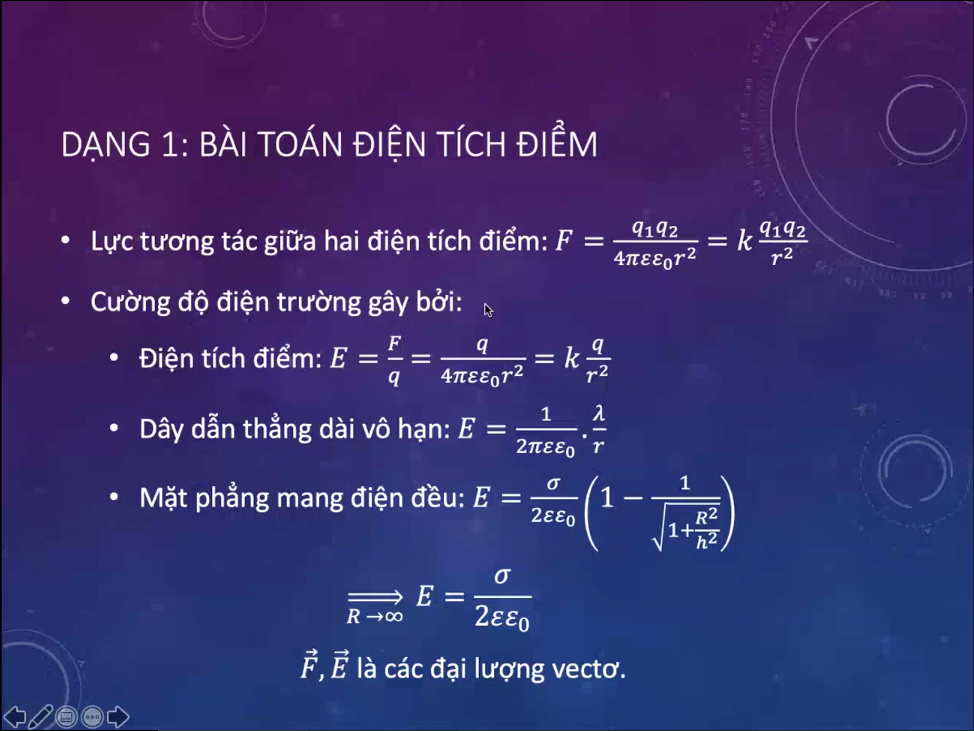 DẠNG 1: BÀI TOÁN ĐIỆN TÍCH ĐIỂM
• Lực tương tác giữa hai điện tích điểm: $F = \frac{q_1 q_2}{4\pi\varepsilon\varepsilon_0 r^2} = k \frac{q_1 q_2}{r^2}$
• Cường độ điện trường gây bởi:
• Điện tích điểm: $E = \frac{F}{q} = \frac{q}{4\pi\varepsilon\varepsilon_0 r^2} = k \frac{q}{r^2}$
• Dây dẫn thẳng dài vô hạn: $E = \frac{1}{2\pi\varepsilon\varepsilon_0} . \frac{\lambda}{r}$
• Mặt phẳng mang điện đều: $E = \frac{\sigma}{2\varepsilon\varepsilon_0} \left(1 - \frac{1}{\sqrt{1+\frac{R^2}{h^2}}}\right)$
$\underset{R \to \infty}{\Longrightarrow} E = \frac{\sigma}{2\varepsilon\varepsilon_0}$
$\vec{F}, \vec{E}$ là các đại lượng vectơ.